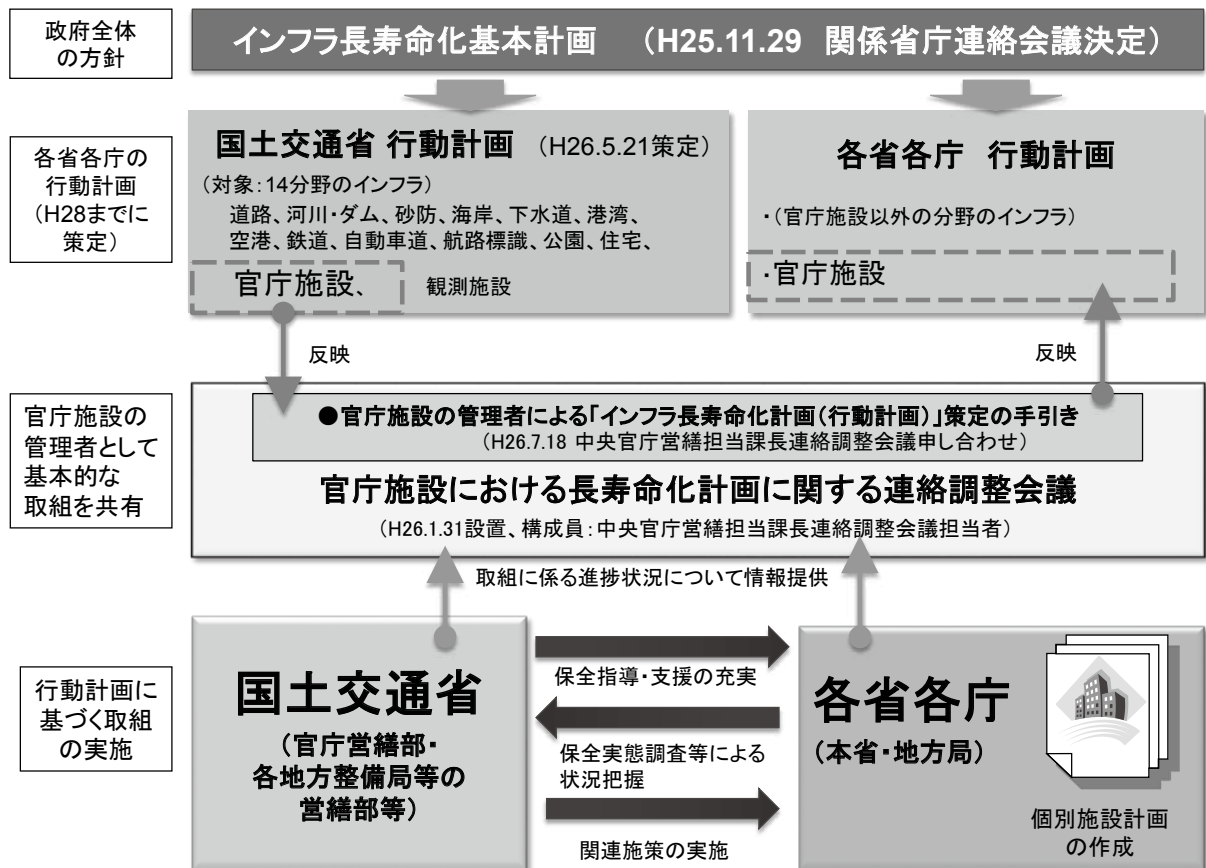 政府全体
の方針
インフラ長寿命化基本計画　（H25.11.29　関係省庁連絡会議決定）
各省各庁の
行動計画
（H28までに
策定）
国土交通省 行動計画　（H26.5.21策定）
（対象：14分野のインフラ）
道路、河川・ダム、砂防、海岸、下水道、港湾、
空港、鉄道、自動車道、航路標識、公園、住宅、
官庁施設、　観測施設
各省各庁　行動計画
・（官庁施設以外の分野のインフラ）
・官庁施設
反映
反映
官庁施設の
管理者として
基本的な
取組を共有
●官庁施設の管理者による「インフラ長寿命化計画（行動計画）」策定の手引き
（H26.7.18 中央官庁営繕担当課長連絡調整会議申し合わせ）
官庁施設における長寿命化計画に関する連絡調整会議
（H26.1.31設置、構成員：中央官庁営繕担当課長連絡調整会議担当者）
取組に係る進捗状況について情報提供
行動計画に
基づく取組
の実施
国土交通省
（官庁営繕部・
各地方整備局等の
営繕部等）
保全指導・支援の充実
保全実態調査等による
状況把握
関連施策の実施
各省各庁
（本省・地方局）
個別施設計画
の作成